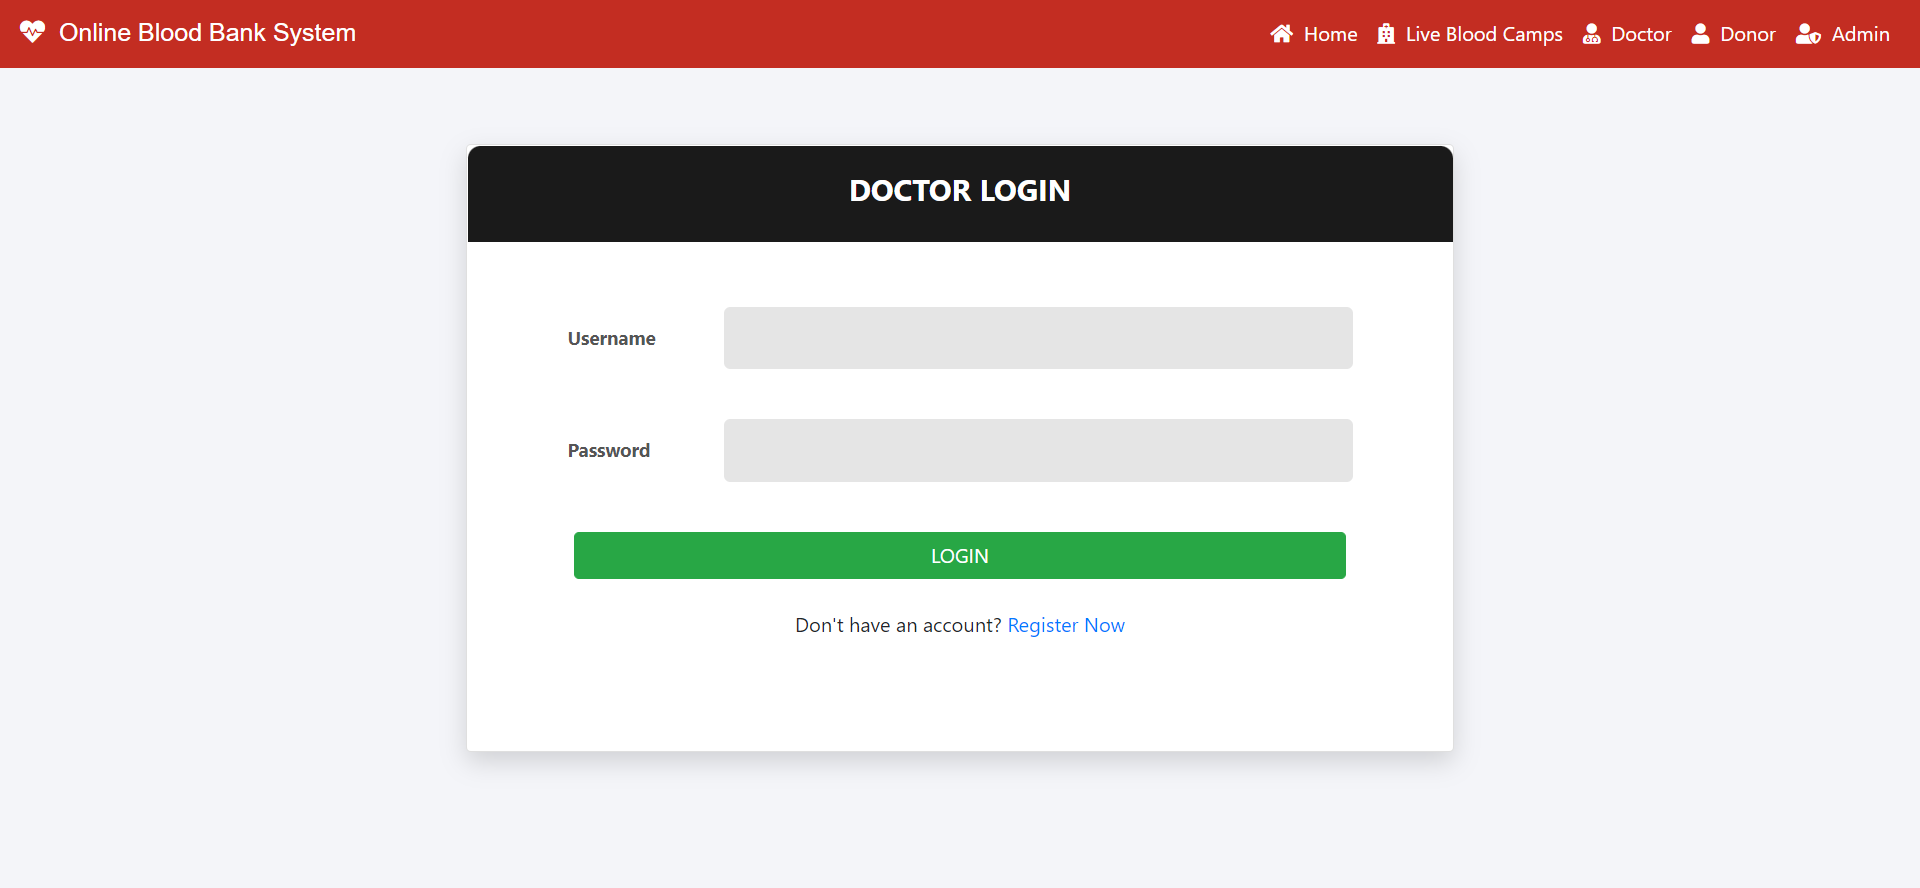 Online Blood Bank System
Home Live Blood Camps Doctor Donor Admin
DOCTOR LOGIN
Username
Password
LOGIN
Don't have an account? Register Now